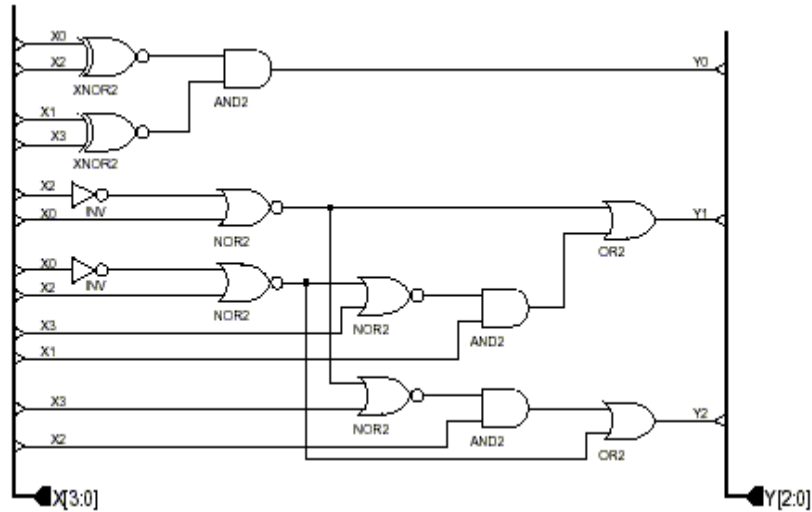 X0
X2
XNOR2
AND2
Y0
X1
X3
XNOR2
X2
INV
X0
NOR2
OR2
Y1
X0
INV
X2
NOR2
X3
NOR2
X1
AND2
X3
NOR2
X2
AND2
OR2
Y2
X[3:0]
Y[2:0]